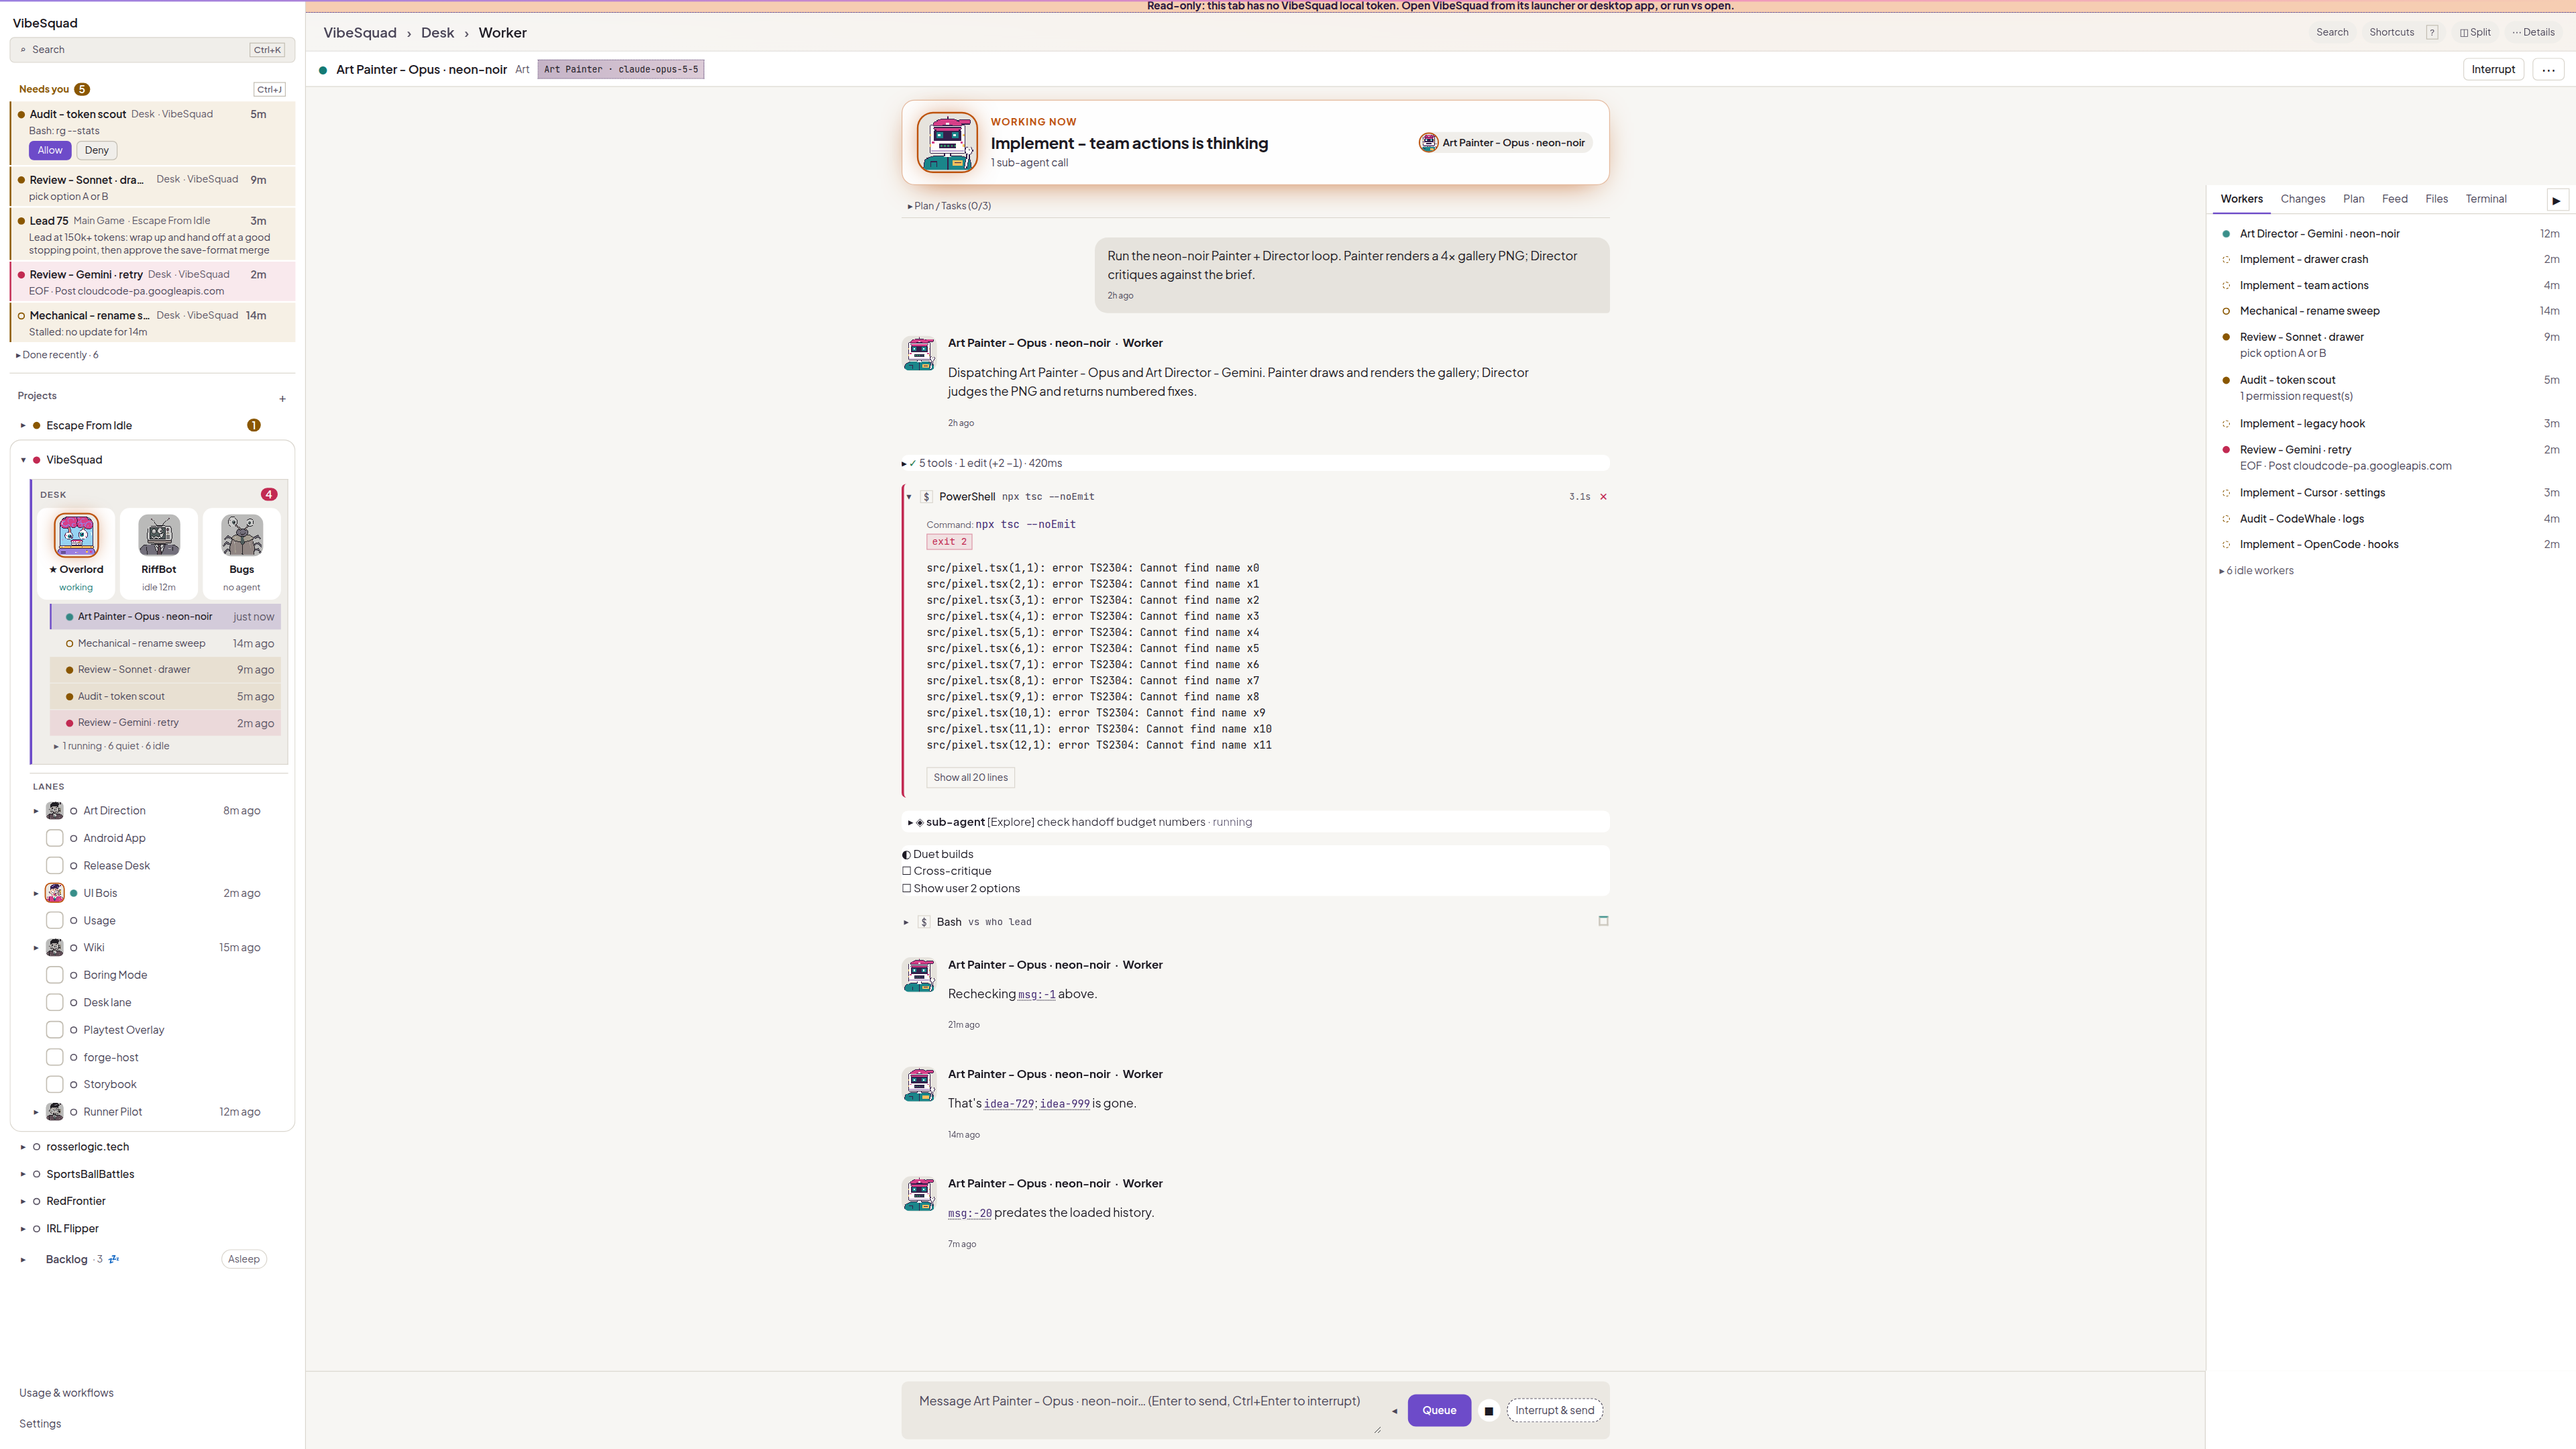 Read-only: this tab has no VibeSquad local token. Open VibeSquad from its launcher or desktop app, or run vs open.
VibeSquad
Search Ctrl+K
Needs you 5 Ctrl+J
Audit - token scout Desk · VibeSquad 5m
Bash: rg --stats
Allow Deny
Review - Sonnet · dra... Desk · VibeSquad 9m
pick option A or B
Lead 75 Main Game · Escape From Idle 3m
Lead at 150k+ tokens: wrap up and hand off at a good
stopping point, then approve the save-format merge
Review - Gemini · retry Desk · VibeSquad 2m
EOF · Post cloudcode-pa.googleapis.com
Mechanical - rename s... Desk · VibeSquad 14m
Stalled: no update for 14m
▸ Done recently · 6
Projects +
▸ Escape From Idle 1
▾ VibeSquad
DESK 4
★ Overlord RiffBot Bugs
working idle 12m no agent
Art Painter - Opus · neon-noir just now
Mechanical - rename sweep 14m ago
Review - Sonnet · drawer 9m ago
Audit - token scout 5m ago
Review - Gemini · retry 2m ago
▸ 1 running · 6 quiet · 6 idle
LANES
▸ Art Direction 8m ago
Android App
Release Desk
▸ UI Bois 2m ago
Usage
▸ Wiki 15m ago
Boring Mode
Desk lane
Playtest Overlay
forge-host
Storybook
▸ Runner Pilot 12m ago
▸ rosserlogic.tech
▸ SportsBallBattles
▸ RedFrontier
▸ IRL Flipper
▸ Backlog · 3 💤 Asleep
Usage & workflows
Settings
VibeSquad › Desk › Worker
Search Shortcuts ? Split ··· Details
Art Painter - Opus · neon-noir Art Art Painter · claude-opus-5-5
Interrupt ...
WORKING NOW
Implement - team actions is thinking
1 sub-agent call
Art Painter - Opus · neon-noir
▸ Plan / Tasks (0/3)
Run the neon-noir Painter + Director loop. Painter renders a 4× gallery PNG; Director
critiques against the brief.
2h ago
Art Painter - Opus · neon-noir · Worker
Dispatching Art Painter - Opus and Art Director - Gemini. Painter draws and renders the gallery; Director
judges the PNG and returns numbered fixes.
2h ago
▸ ✓ 5 tools · 1 edit (+2 −1) · 420ms
▾ $ PowerShell npx tsc --noEmit 3.1s ✕
Command: npx tsc --noEmit
exit 2
src/pixel.tsx(1,1): error TS2304: Cannot find name x0
src/pixel.tsx(2,1): error TS2304: Cannot find name x1
src/pixel.tsx(3,1): error TS2304: Cannot find name x2
src/pixel.tsx(4,1): error TS2304: Cannot find name x3
src/pixel.tsx(5,1): error TS2304: Cannot find name x4
src/pixel.tsx(6,1): error TS2304: Cannot find name x5
src/pixel.tsx(7,1): error TS2304: Cannot find name x6
src/pixel.tsx(8,1): error TS2304: Cannot find name x7
src/pixel.tsx(9,1): error TS2304: Cannot find name x8
src/pixel.tsx(10,1): error TS2304: Cannot find name x9
src/pixel.tsx(11,1): error TS2304: Cannot find name x10
src/pixel.tsx(12,1): error TS2304: Cannot find name x11
Show all 20 lines
▸ ◈ sub-agent [Explore] check handoff budget numbers · running
◐ Duet builds
☐ Cross-critique
☐ Show user 2 options
▸ $ Bash vs who lead
Art Painter - Opus · neon-noir · Worker
Rechecking msg:-1 above.
21m ago
Art Painter - Opus · neon-noir · Worker
That's idea-729; idea-999 is gone.
14m ago
Art Painter - Opus · neon-noir · Worker
msg:-20 predates the loaded history.
7m ago
Message Art Painter - Opus · neon-noir... (Enter to send, Ctrl+Enter to interrupt)
◂ Queue ■ Interrupt & send
Workers Changes Plan Feed Files Terminal ▶
Art Director - Gemini · neon-noir 12m
Implement - drawer crash 2m
Implement - team actions 4m
Mechanical - rename sweep 14m
Review - Sonnet · drawer 9m
pick option A or B
Audit - token scout 5m
1 permission request(s)
Implement - legacy hook 3m
Review - Gemini · retry 2m
EOF · Post cloudcode-pa.googleapis.com
Implement - Cursor · settings 3m
Audit - CodeWhale · logs 4m
Implement - OpenCode · hooks 2m
▸ 6 idle workers